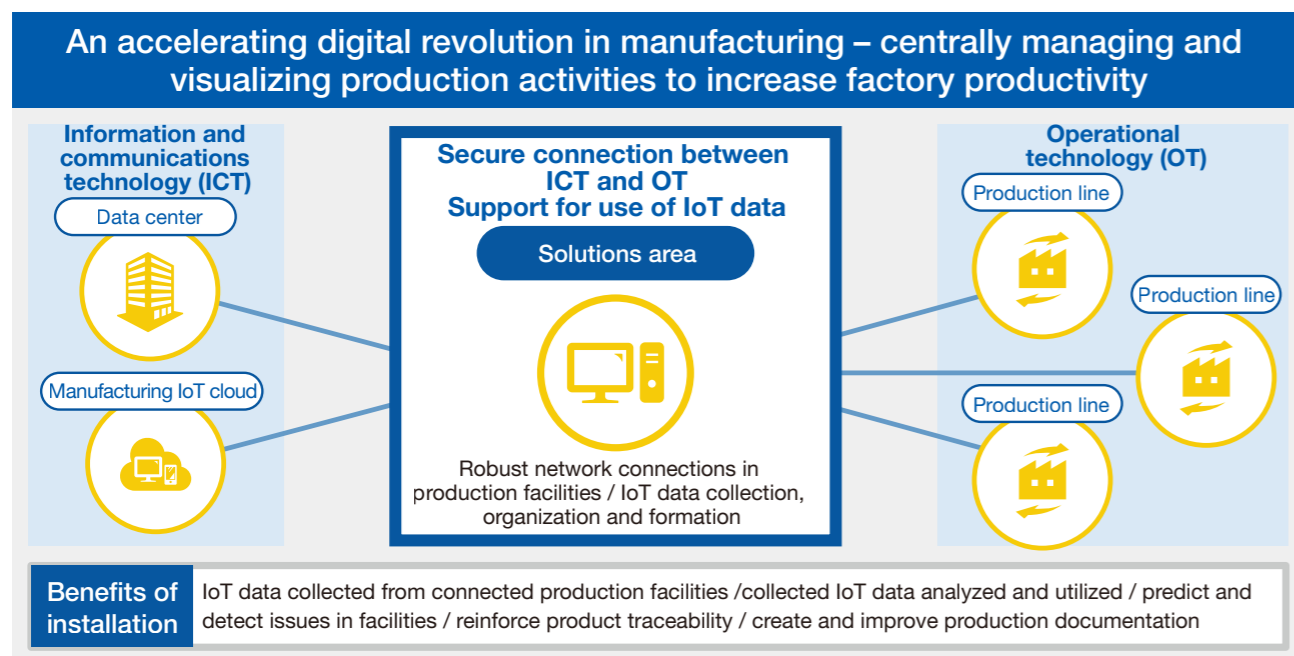 An accelerating digital revolution in manufacturing – centrally managing and
visualizing production activities to increase factory productivity
Information and
communications
technology (ICT)
Data center
Manufacturing IoT cloud
Secure connection between
ICT and OT
Support for use of IoT data
Solutions area
Robust network connections in
production facilities / IoT data collection,
organization and formation
Operational
technology (OT)
Production line
Production line
Production line
Benefits of
installation
IoT data collected from connected production facilities /collected IoT data analyzed and utilized / predict and
detect issues in facilities / reinforce product traceability / create and improve production documentation